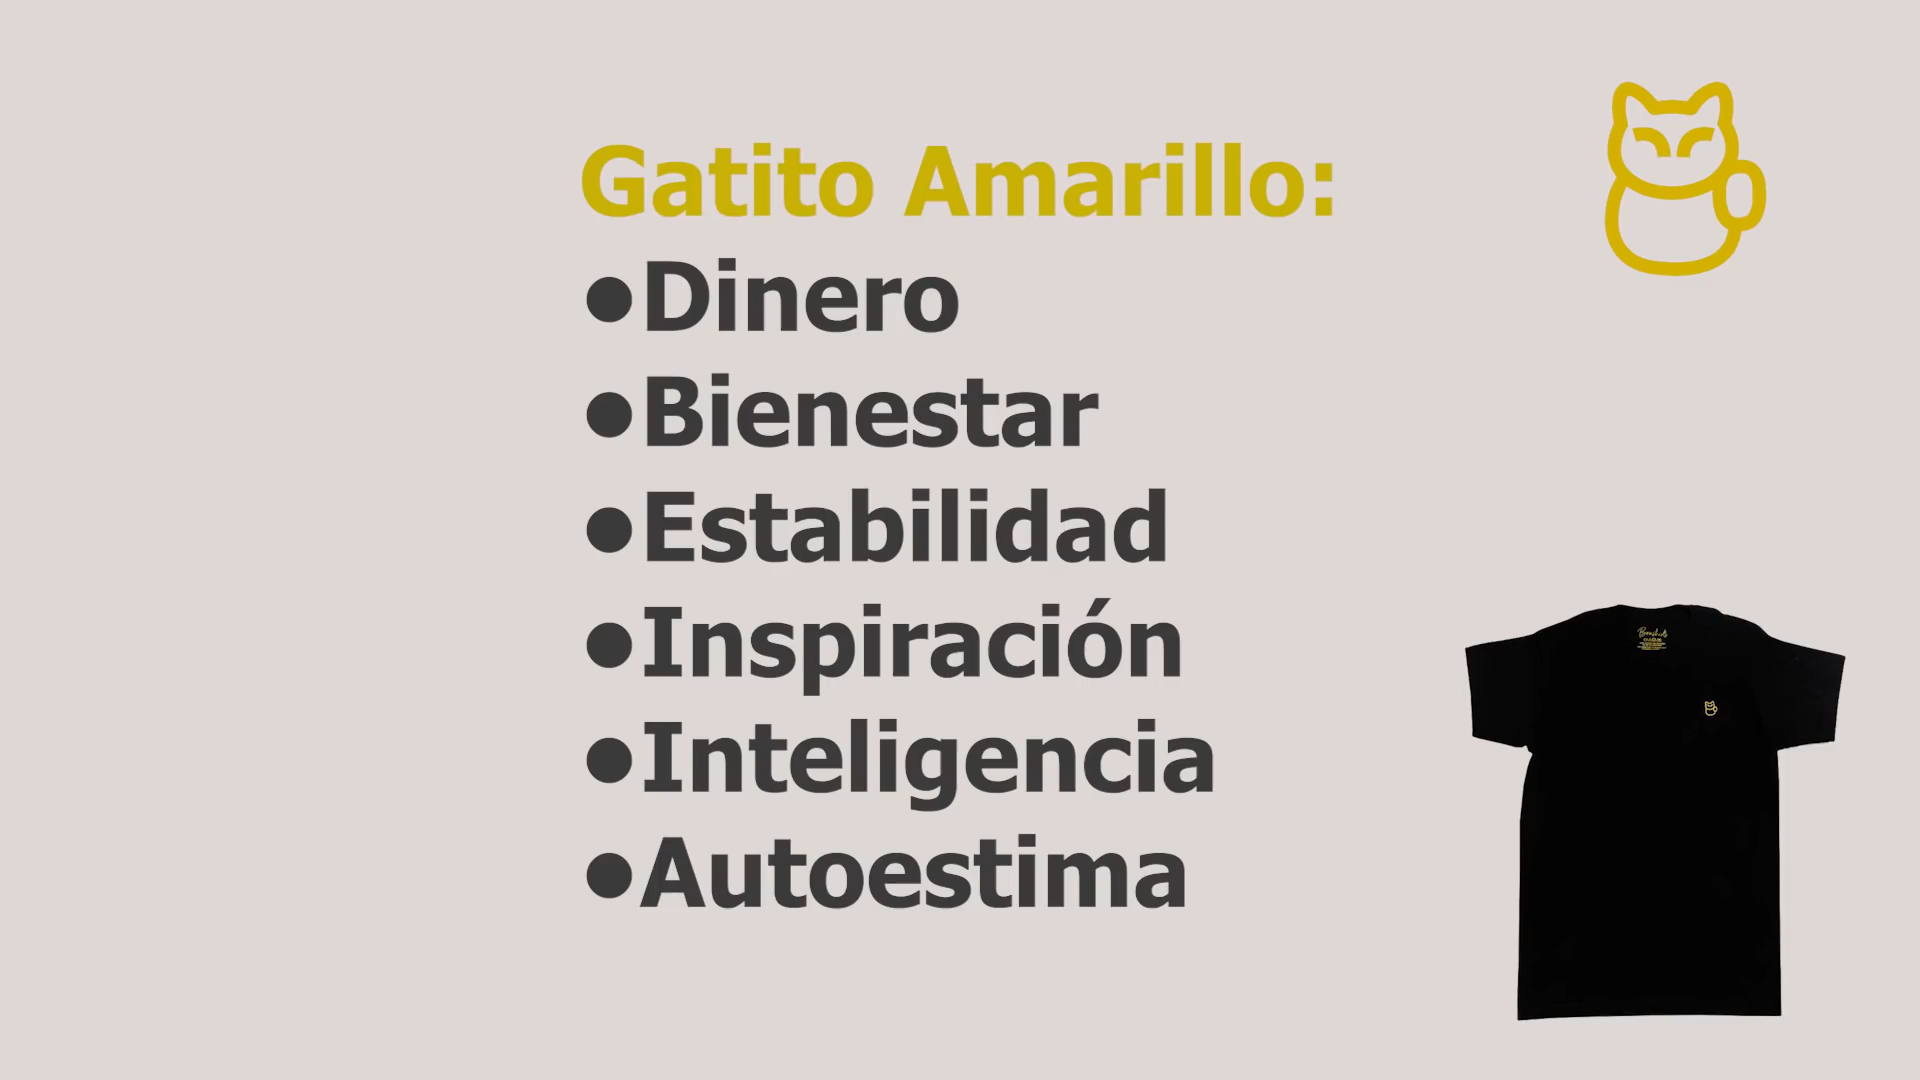 Gatito Amarillo:
•Dinero
•Bienestar
•Estabilidad
•Inspiración
•Inteligencia
•Autoestima